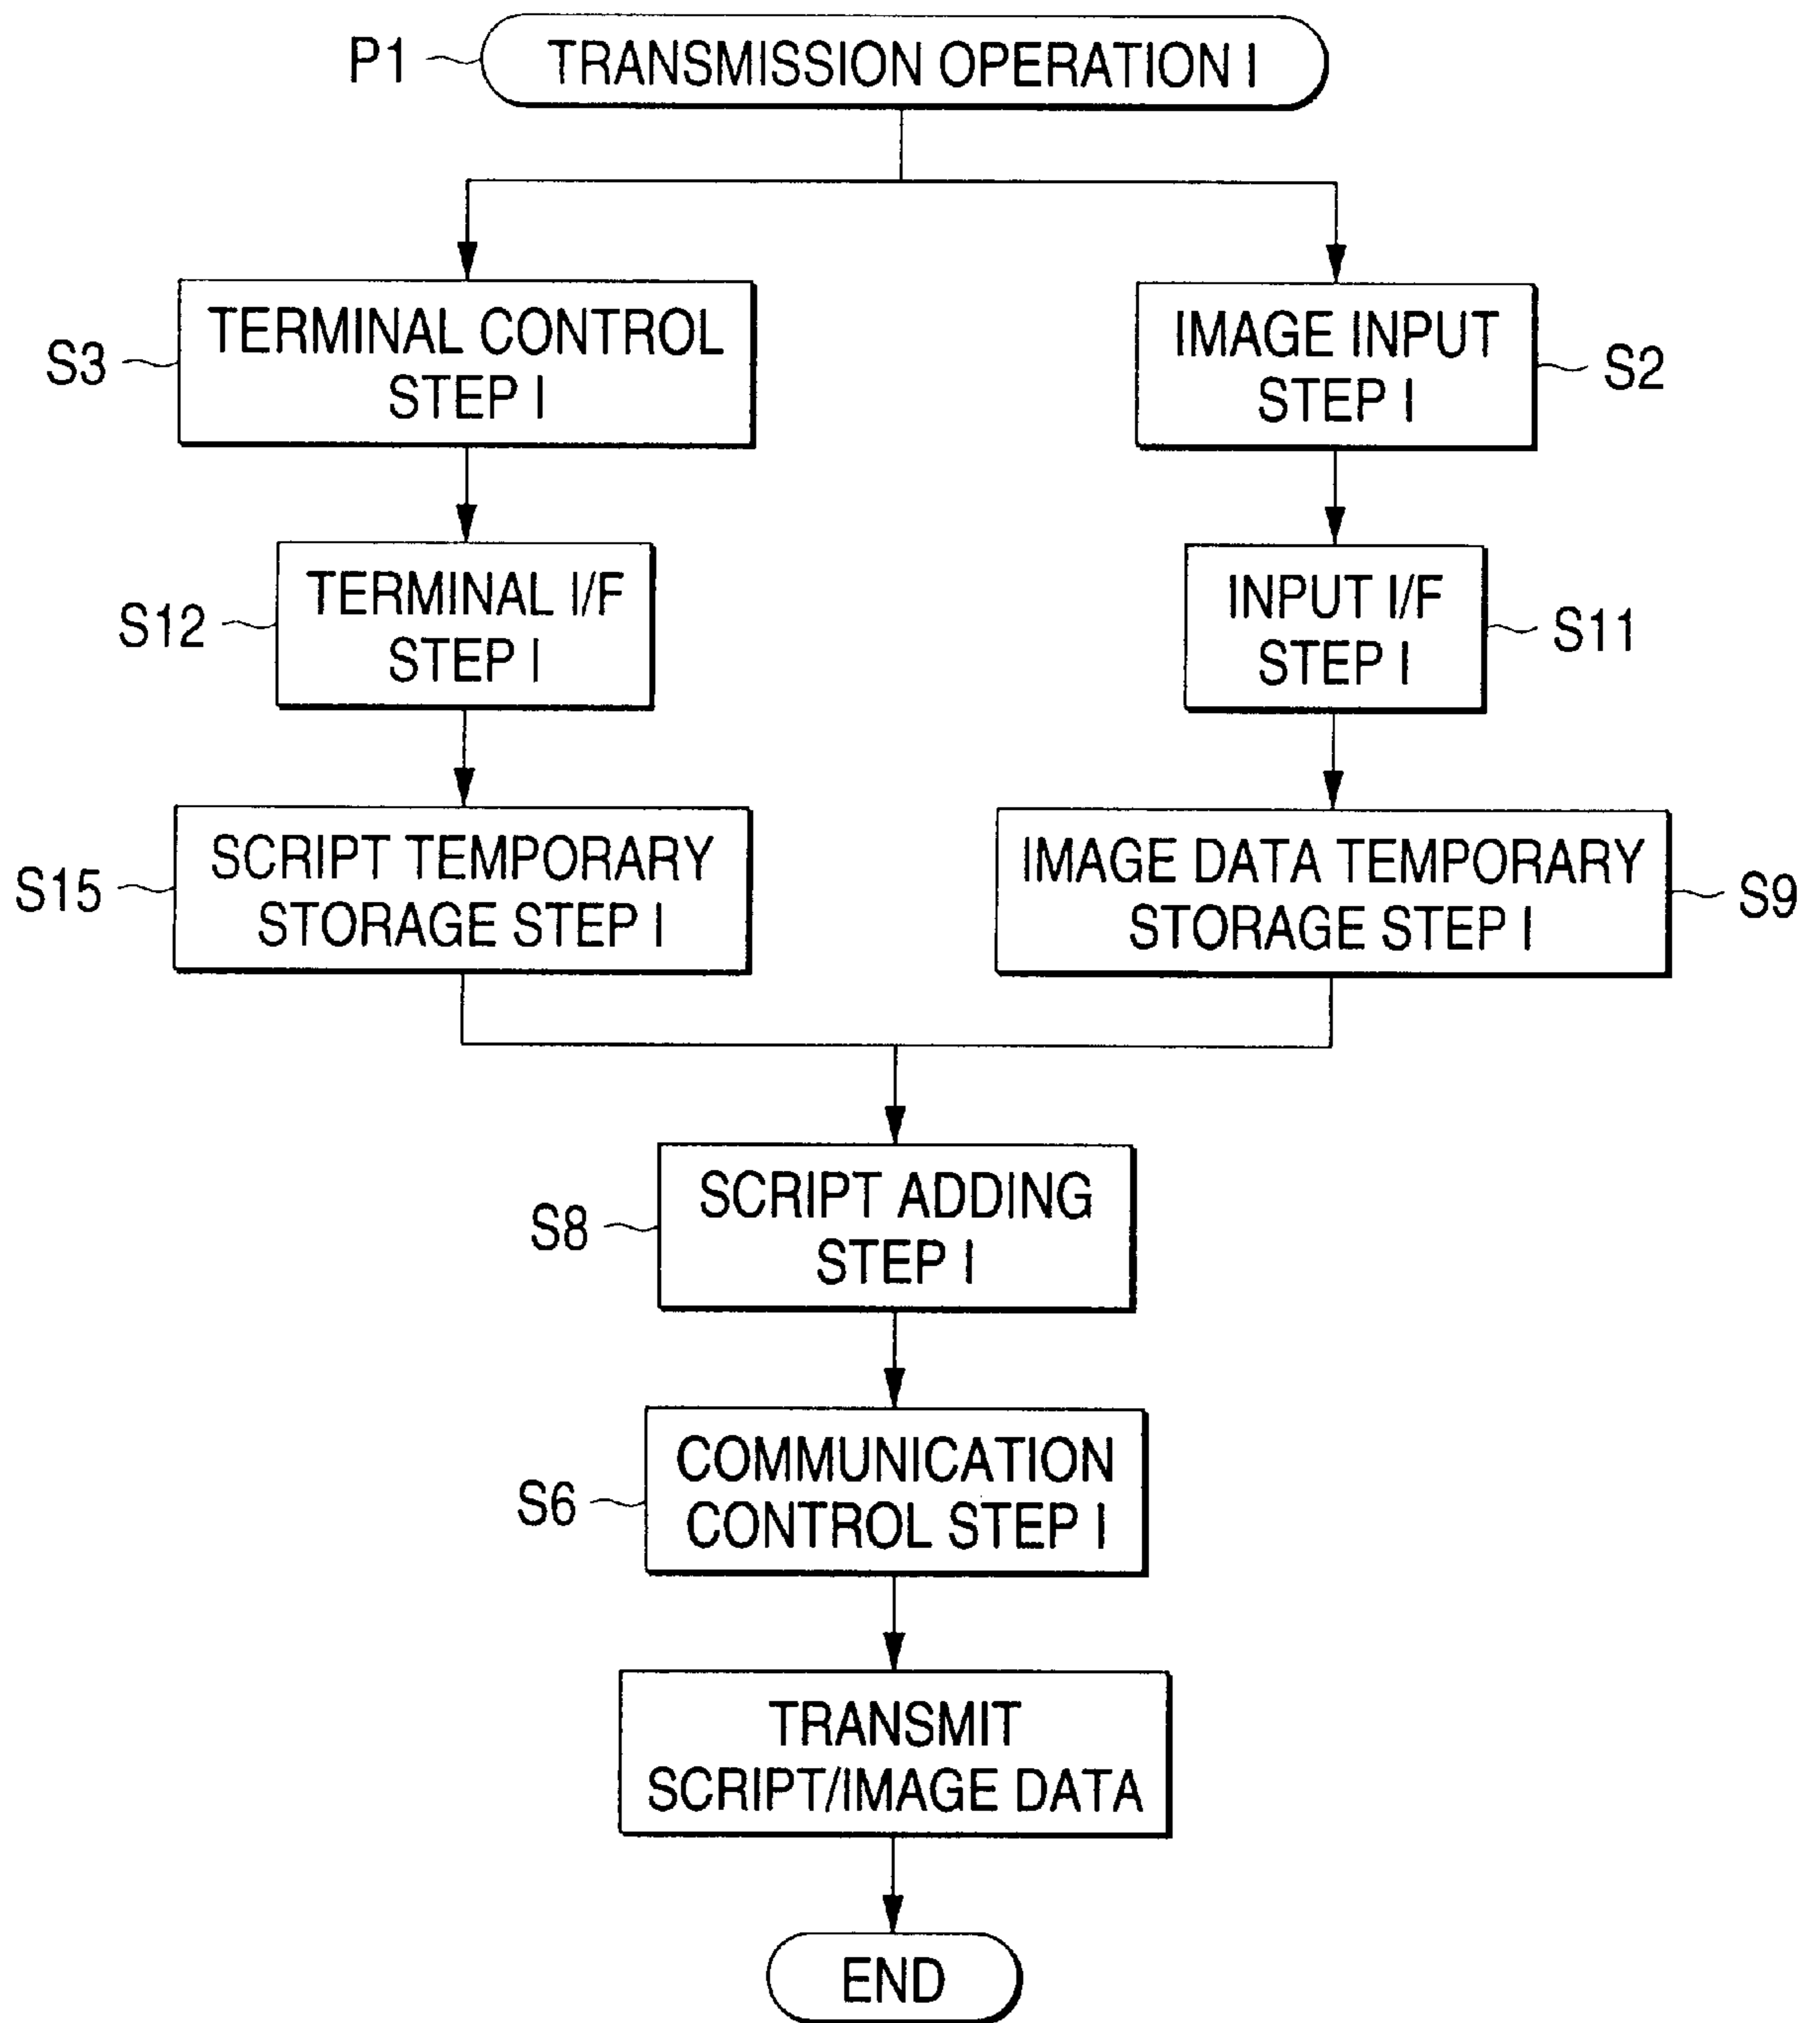 P1
TRANSMISSION OPERATION I
S3
TERMINAL CONTROL
STEP I
IMAGE INPUT
STEP I
S2
S12
TERMINAL I/F
STEP I
INPUT I/F
STEP I
S11
S15
SCRIPT TEMPORARY
STORAGE STEP I
IMAGE DATA TEMPORARY
STORAGE STEP I
S9
S8
SCRIPT ADDING
STEP I
S6
COMMUNICATION
CONTROL STEP I
TRANSMIT
SCRIPT/IMAGE DATA
END